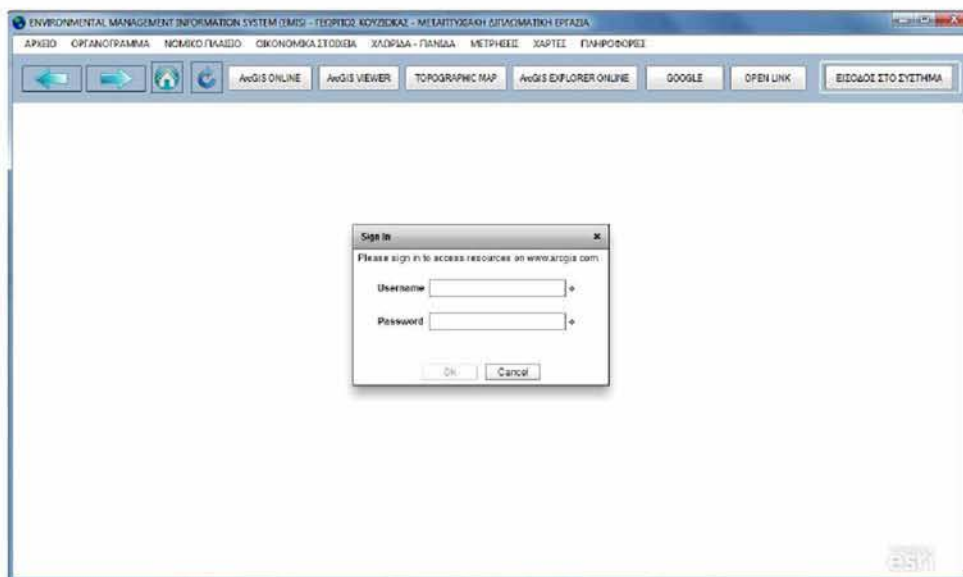 ENVIRONMENTAL MANAGEMENT INFORMATION SYSTEM (EMIS) - ΓΕΩΡΓΙΟΣ ΚΟΥΖΙΟΚΑΣ - ΜΕΤΑΠΤΥΧΙΑΚΗ ΔΙΠΛΩΜΑΤΙΚΗ ΕΡΓΑΣΙΑ
ΑΡΧΕΙΟ ΟΡΓΑΝΟΓΡΑΜΜΑ ΝΟΜΙΚΟ ΠΛΑΙΣΙΟ ΟΙΚΟΝΟΜΙΚΑ ΣΤΟΙΧΕΙΑ ΧΛΩΡΙΔΑ - ΠΑΝΙΔΑ ΜΕΤΡΗΣΕΙΣ ΧΑΡΤΕΣ ΠΛΗΡΟΦΟΡΙΕΣ
ArcGIS ONLINE ArcGIS VIEWER TOPOGRAPHIC MAP ArcGIS EXPLORER ONLINE GOOGLE OPEN LINK ΕΙΣΟΔΟΣ ΣΤΟ ΣΥΣΤΗΜΑ
Sign In
Please sign in to access resources on www.arcgis.com.
Username
Password
Ok Cancel
esri